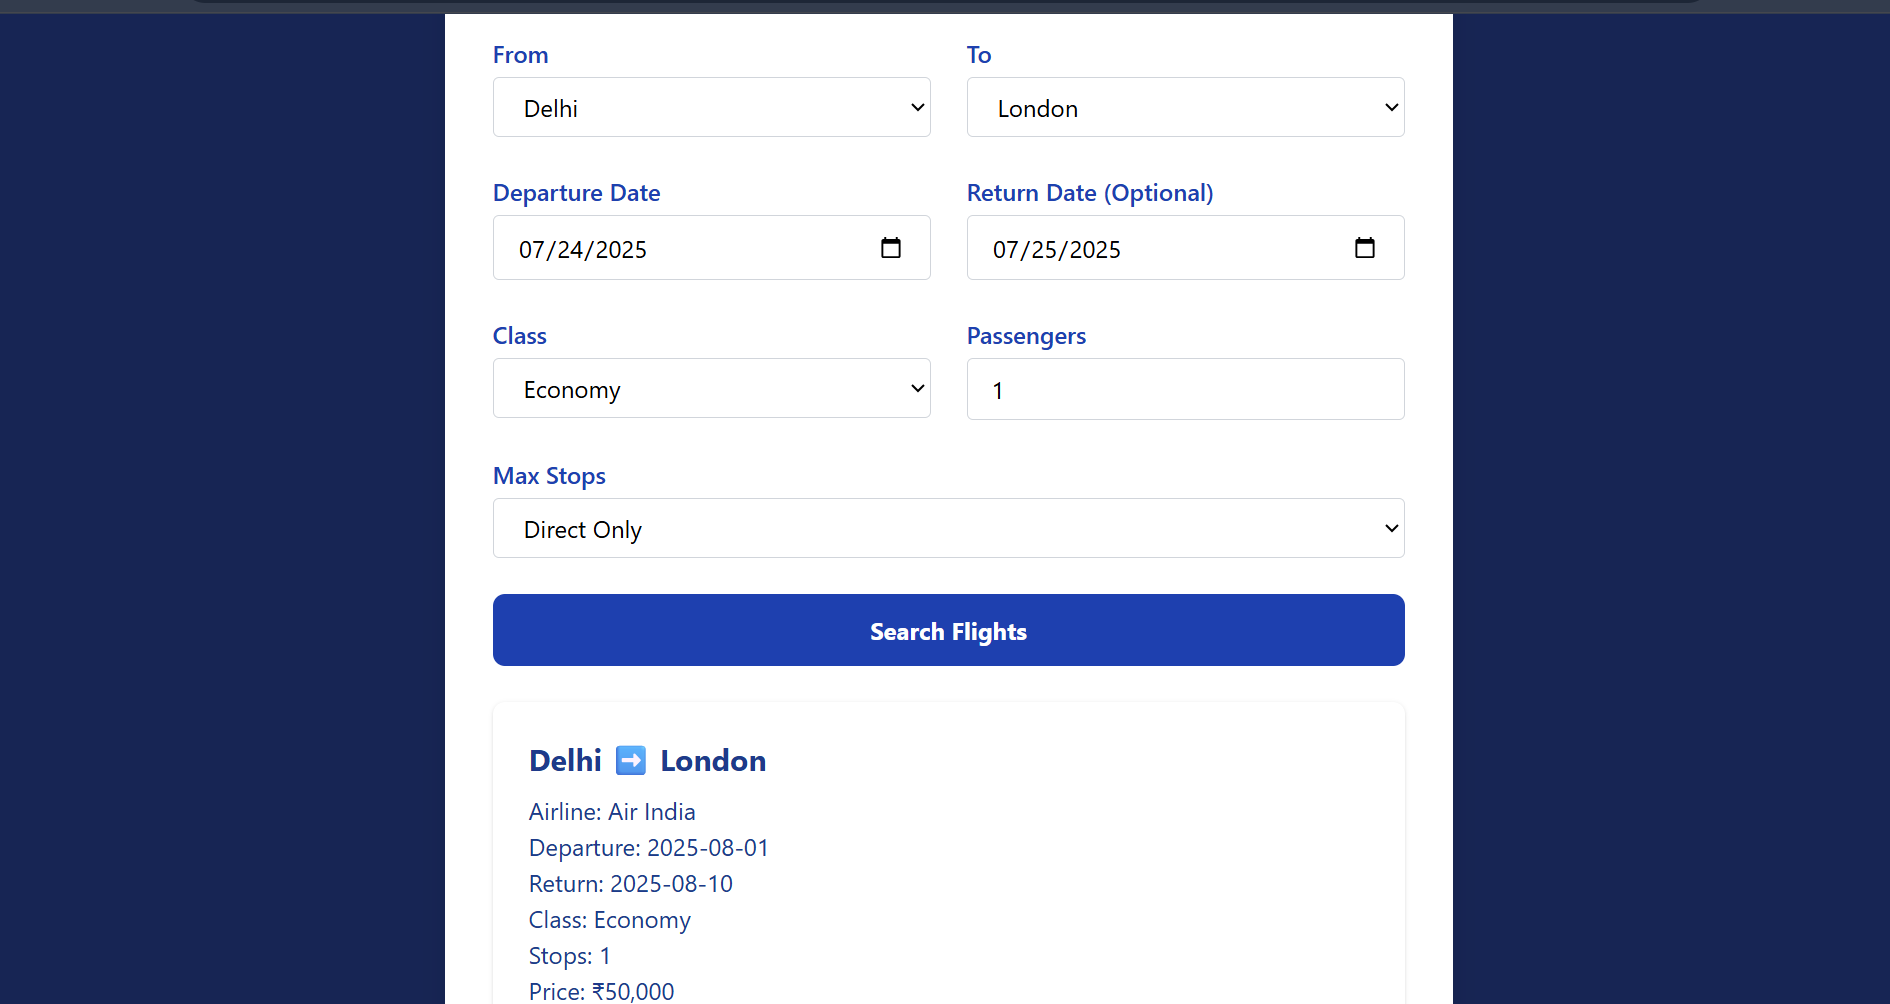 From
To
Delhi
London
Departure Date
Return Date (Optional)
07/24/2025
07/25/2025
Class
Passengers
Economy
1
Max Stops
Direct Only
Search Flights
Delhi ➡️ London
Airline: Air India
Departure: 2025-08-01
Return: 2025-08-10
Class: Economy
Stops: 1
Price: ₹50,000